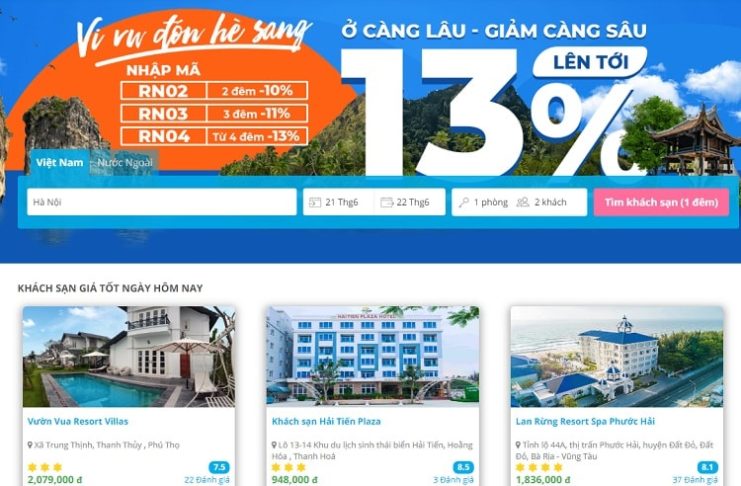 Vi vu đón hè sang
Ở CÀNG LÂU - GIẢM CÀNG SÂU
LÊN TỚI
13%
NHẬP MÃ
RN02 2 đêm -10%
RN03 3 đêm -11%
RN04 Từ 4 đêm -13%
Việt Nam Nước Ngoài
Hà Nội 21 Thg6 22 Thg6 1 phòng 2 khách Tìm khách sạn (1 đêm)
KHÁCH SẠN GIÁ TỐT NGÀY HÔM NAY
HAITIEN PLAZA HOTEL
Vườn Vua Resort Villas
Xã Trung Thịnh, Thanh Thủy , Phú Thọ
7.5
2,079,000 đ 22 Đánh giá
Khách sạn Hải Tiến Plaza
Lô 13-14 Khu du lịch sinh thái biển Hải Tiến, Hoằng
Hóa , Thanh Hoá
8.5
948,000 đ 3 Đánh giá
Lan Rừng Resort Spa Phước Hải
Tỉnh lộ 44A, thị trấn Phước Hải, huyện Đất Đỏ, Đất
Đỏ, Bà Rịa - Vũng Tàu
8.1
1,836,000 đ 37 Đánh giá